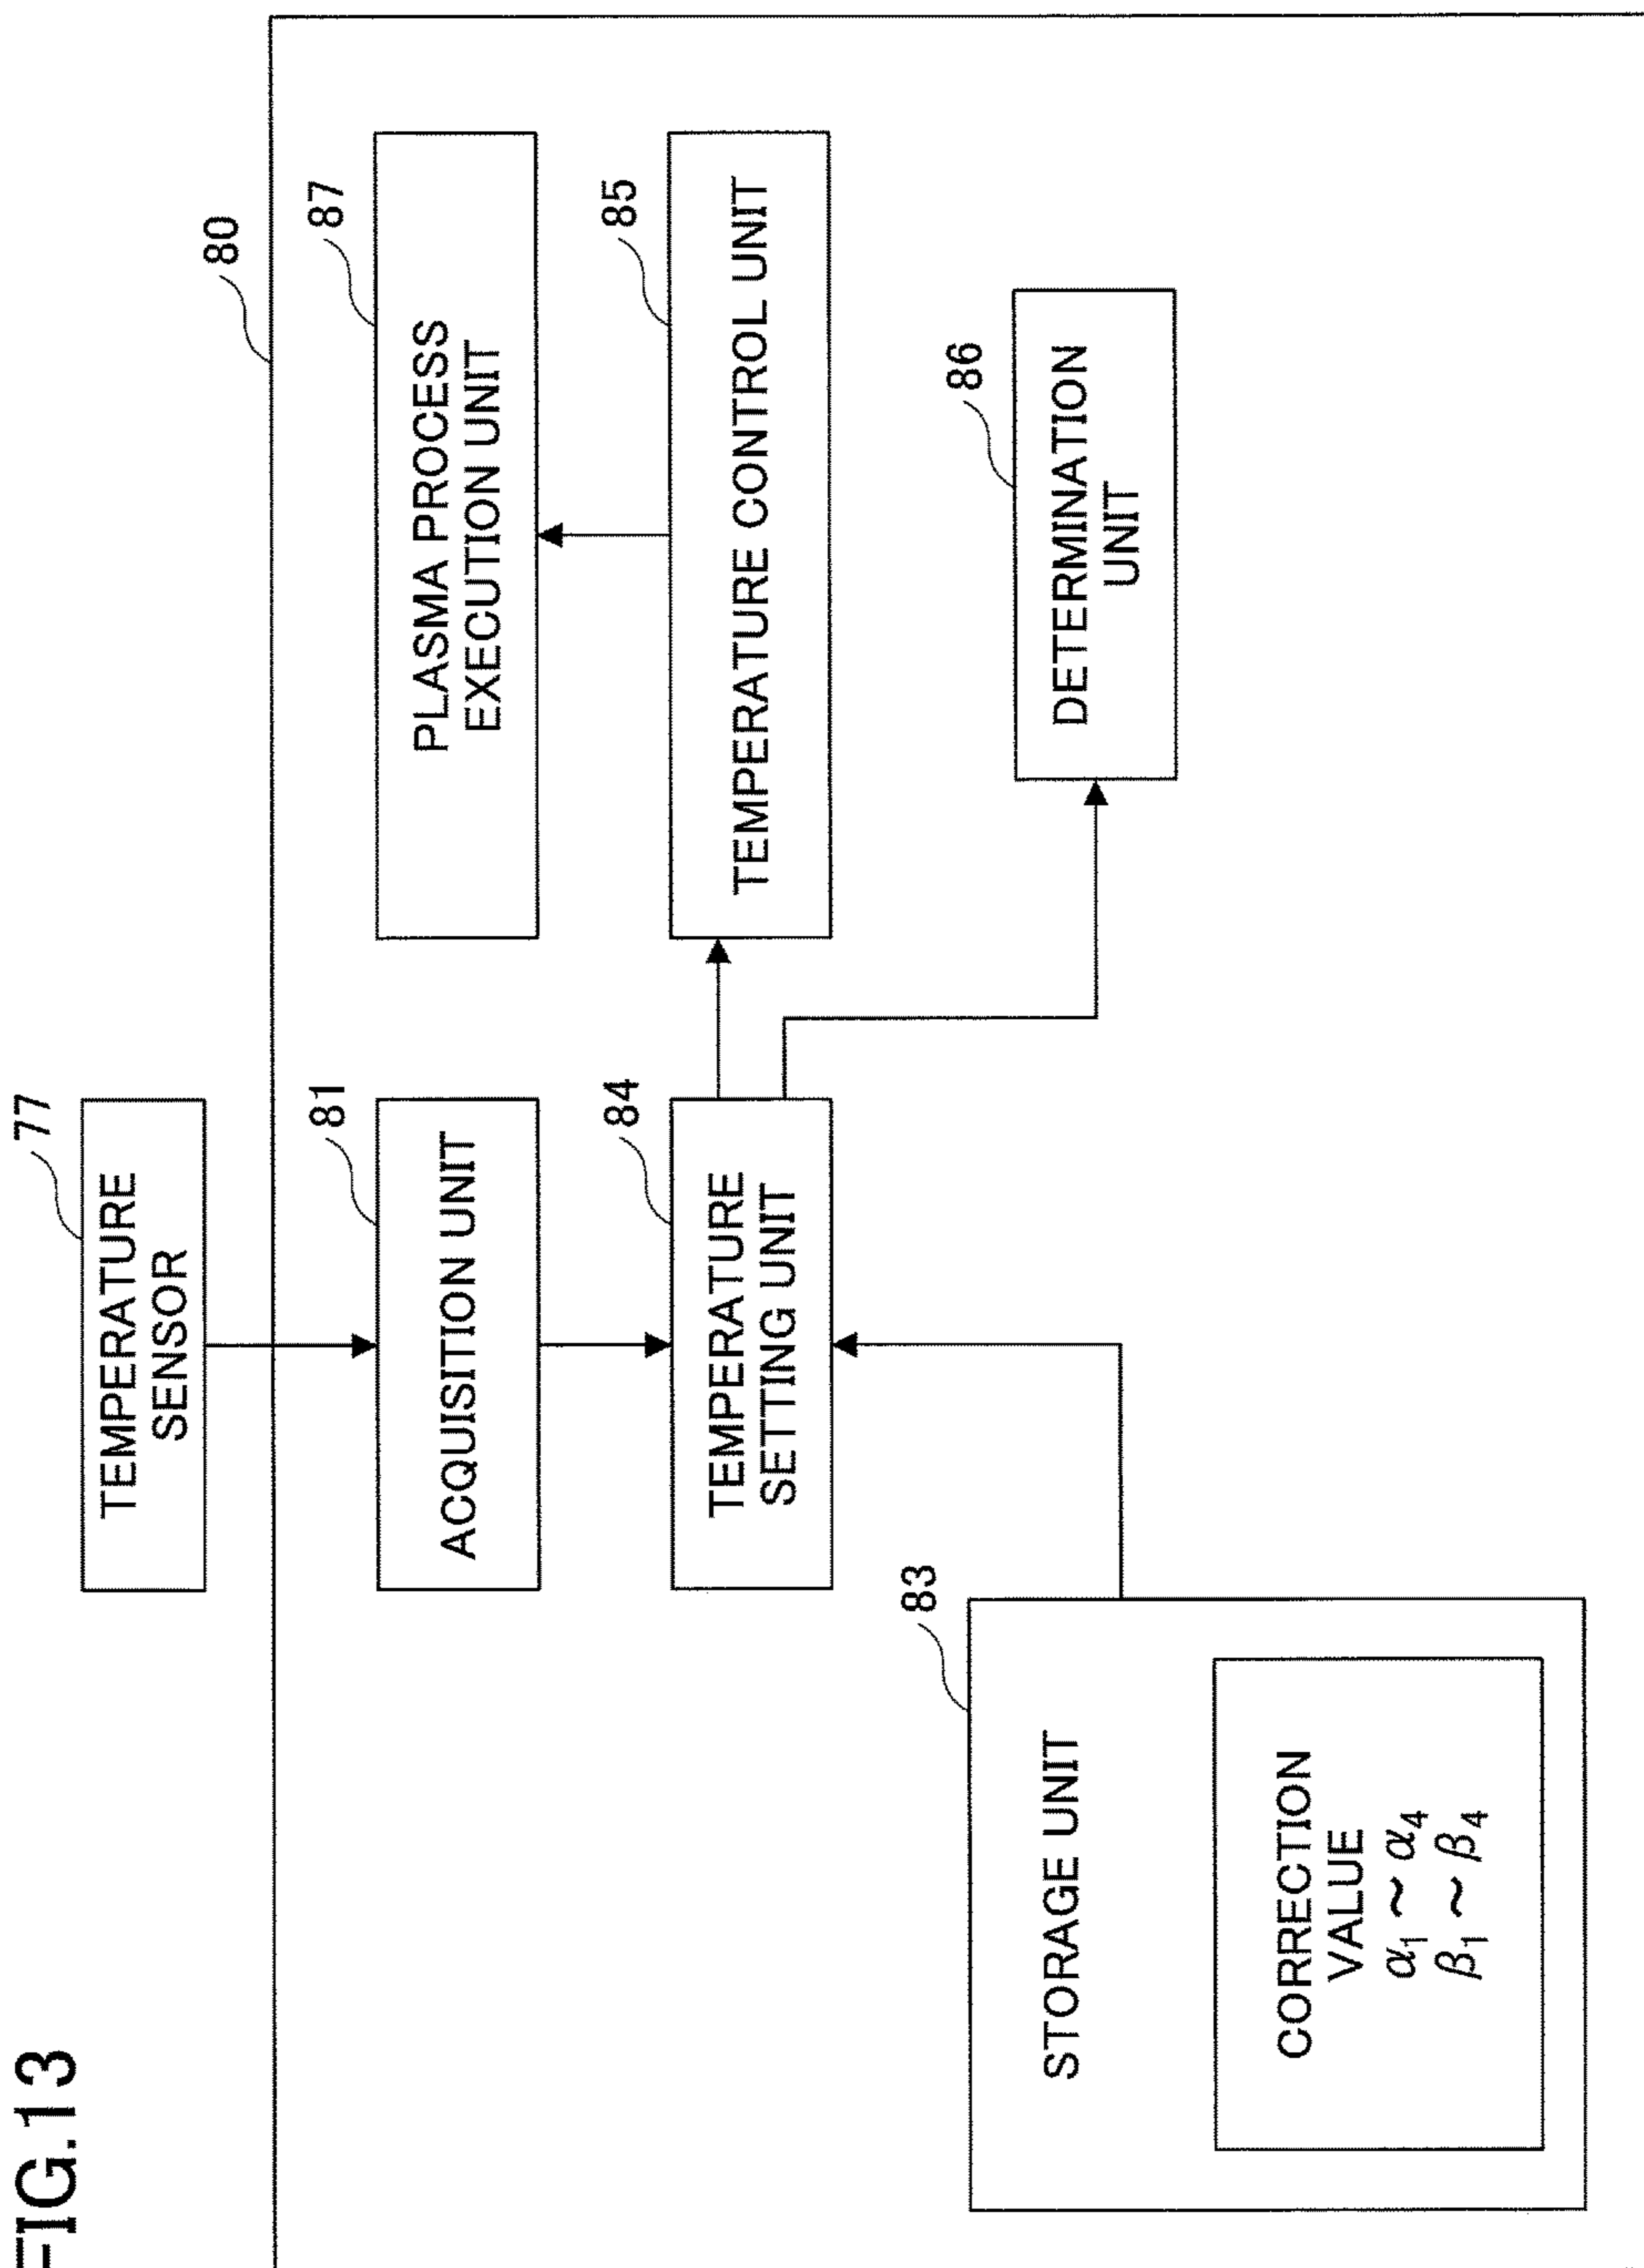 FIG.13
77
TEMPERATURE
SENSOR
80
81
ACQUISITION UNIT
87
PLASMA PROCESS
EXECUTION UNIT
84
TEMPERATURE
SETTING UNIT
85
TEMPERATURE CONTROL UNIT
83
STORAGE UNIT
CORRECTION
VALUE
α₁ ~ α₄
β₁ ~ β₄
86
DETERMINATION
UNIT